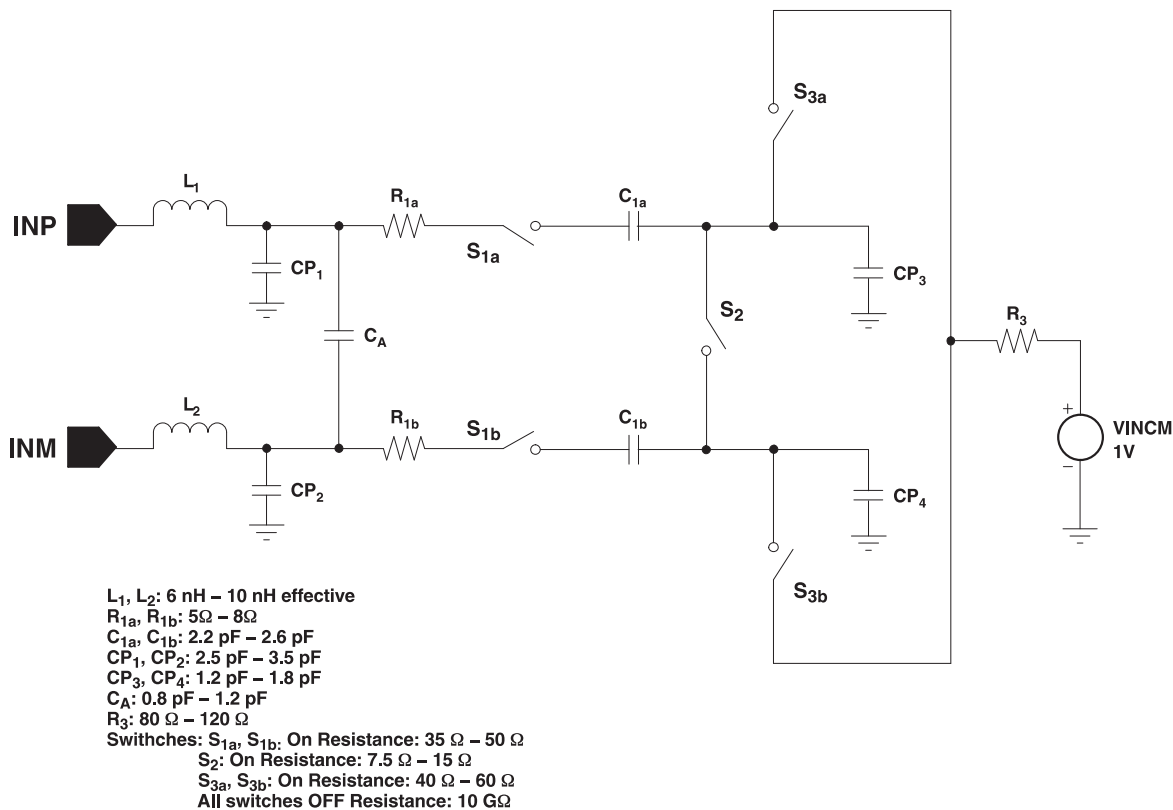 S3a
L1
R1a
C1a
INP
S1a
CP1
CP3
S2
R3
CA
L2
R1b
S1b
C1b
+
VINCM
1V
–
INM
CP2
CP4
S3b
L1, L2: 6 nH – 10 nH effective
R1a, R1b: 5Ω – 8Ω
C1a, C1b: 2.2 pF – 2.6 pF
CP1, CP2: 2.5 pF – 3.5 pF
CP3, CP4: 1.2 pF – 1.8 pF
CA: 0.8 pF – 1.2 pF
R3: 80 Ω – 120 Ω
Swithches: S1a, S1b: On Resistance: 35 Ω – 50 Ω
S2: On Resistance: 7.5 Ω – 15 Ω
S3a, S3b: On Resistance: 40 Ω – 60 Ω
All switches OFF Resistance: 10 GΩ